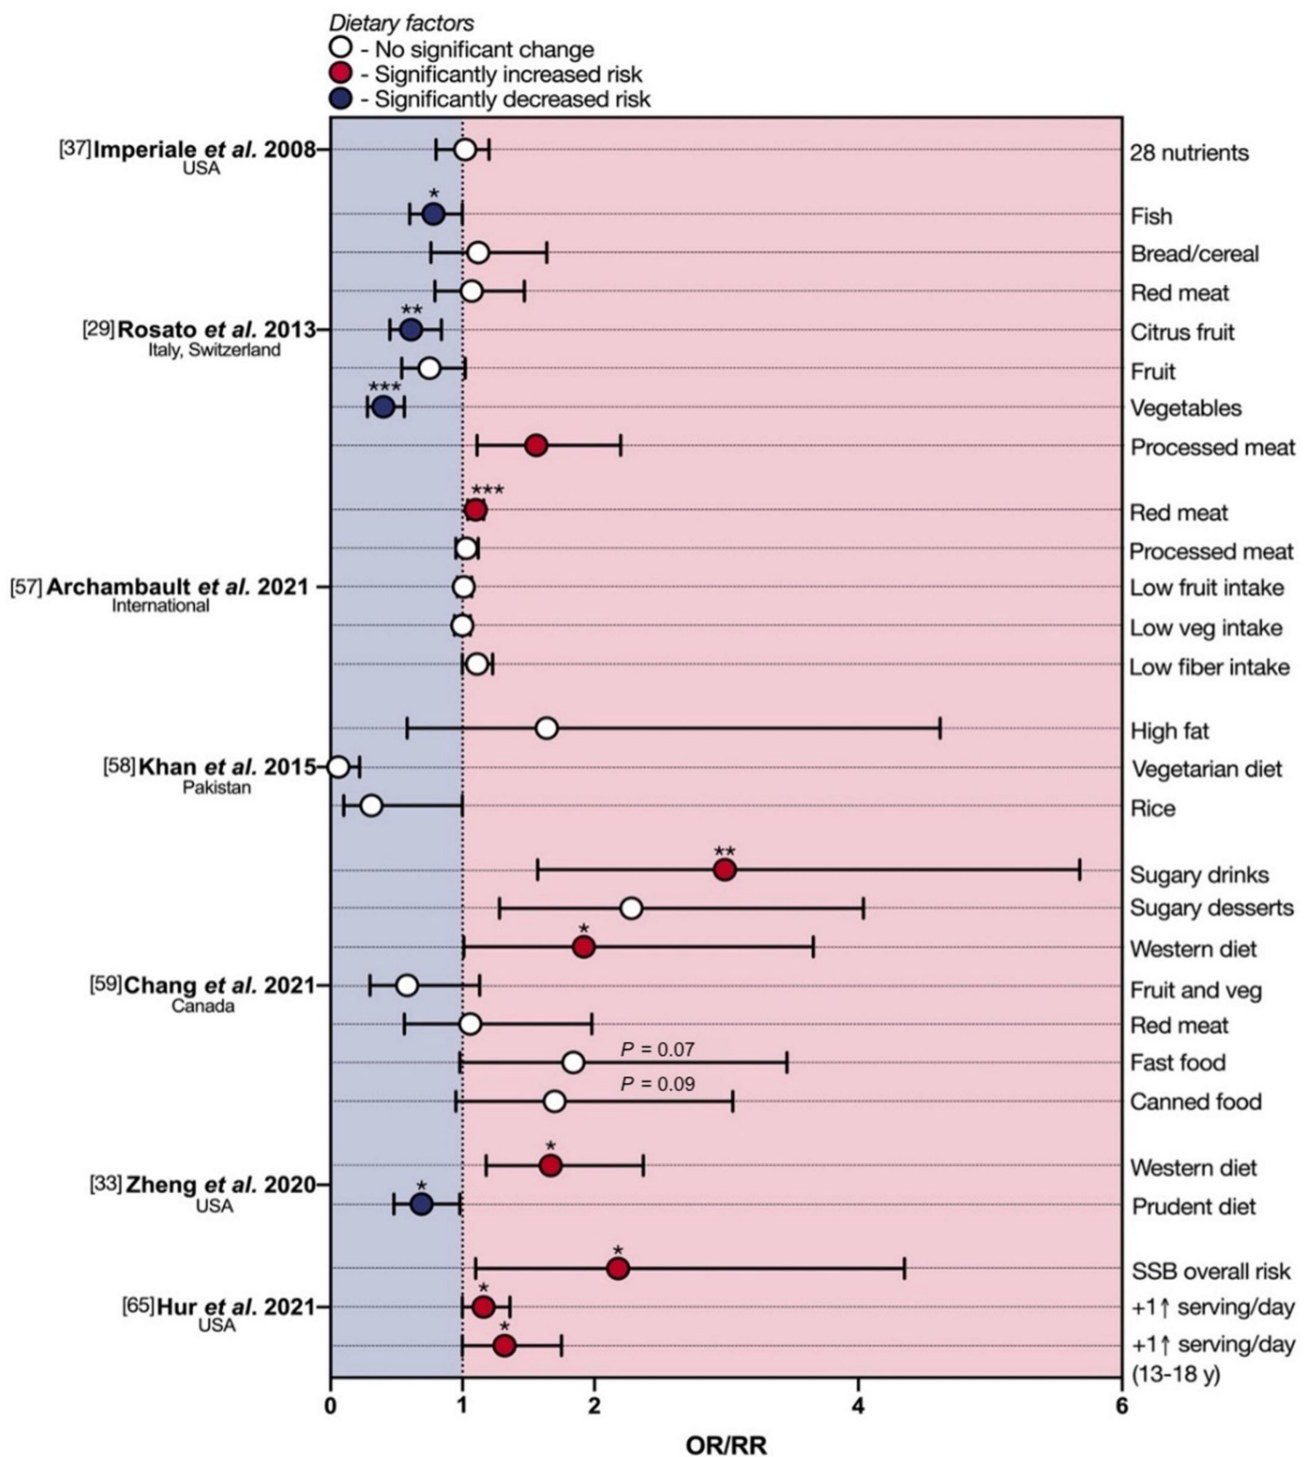 Dietary factors
- No significant change
- Significantly increased risk
- Significantly decreased risk
[37]Imperiale et al. 2008
USA
28 nutrients
*
Fish
Bread/cereal
Red meat
**
[29]Rosato et al. 2013
Italy, Switzerland
Citrus fruit
Fruit
***
Vegetables
Processed meat
***
Red meat
Processed meat
[57] Archambault et al. 2021
International
Low fruit intake
Low veg intake
Low fiber intake
High fat
[58]Khan et al. 2015
Pakistan
Vegetarian diet
Rice
**
Sugary drinks
Sugary desserts
*
Western diet
[59]Chang et al. 2021
Canada
Fruit and veg
Red meat
P = 0.07
Fast food
P = 0.09
Canned food
*
Western diet
[33] Zheng et al. 2020
USA
*
Prudent diet
*
SSB overall risk
*
[65]Hur et al. 2021
USA
+1↑ serving/day
*
+1↑ serving/day
(13-18 y)
0 1 2 4 6
OR/RR